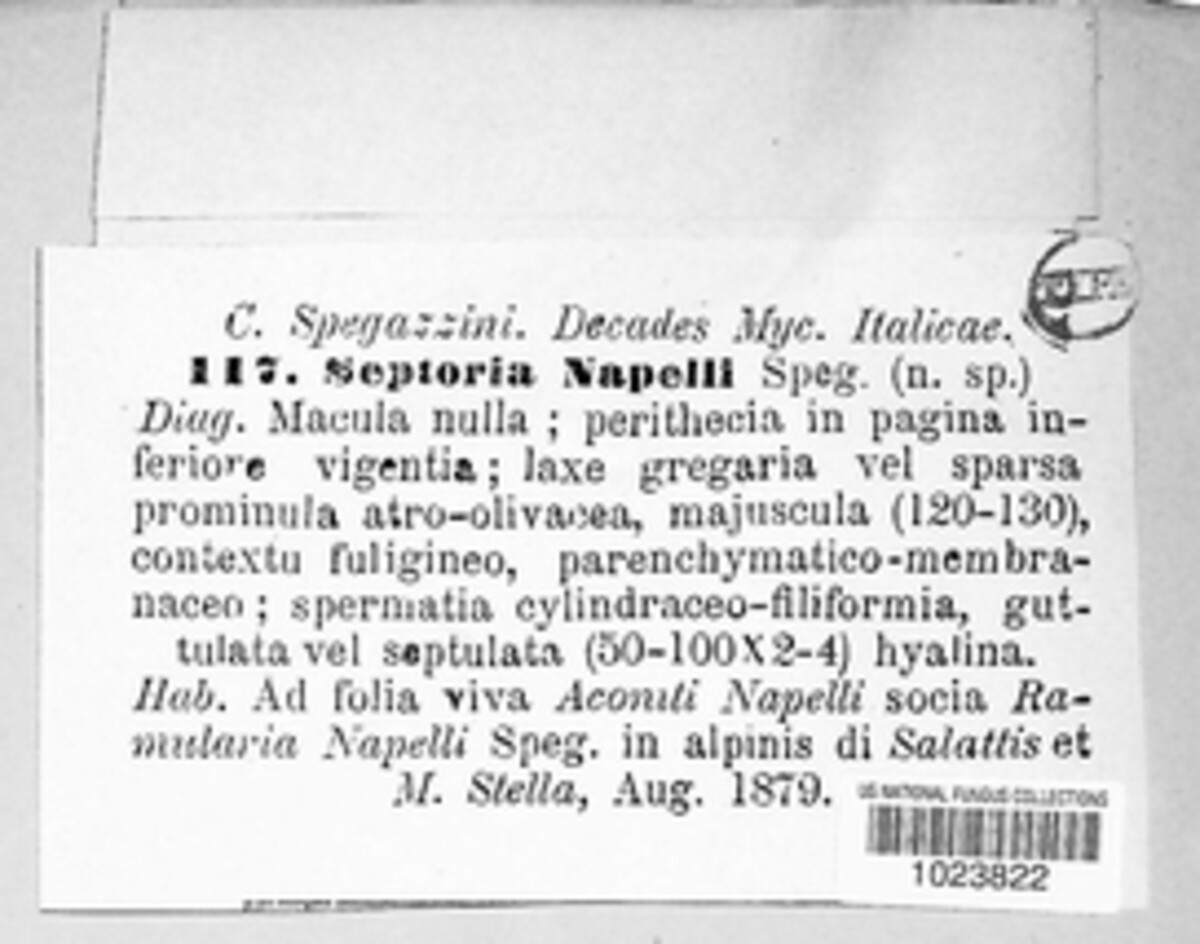 C. Spegazzini. Decades Myc. Italicae.
117. Septoria Napelli Speg. (n. sp.)
Diag. Macula nulla ; perithecia in pagina in-
feriore vigentia ; laxe gregaria vel sparsa
prominula atro-olivacea, majuscula (120-130),
contextu fuligineo, parenchymatico-membra-
naceo ; spermatia cylindraceo-filiformia, gut-
tulata vel septulata (50-100X2-4) hyalina.
Hab. Ad folia viva Aconiti Napelli socia Ra-
mularia Napelli Speg. in alpinis di Salattis et
M. Stella, Aug. 1879.
US NATIONAL FUNGUS COLLECTIONS
1023822